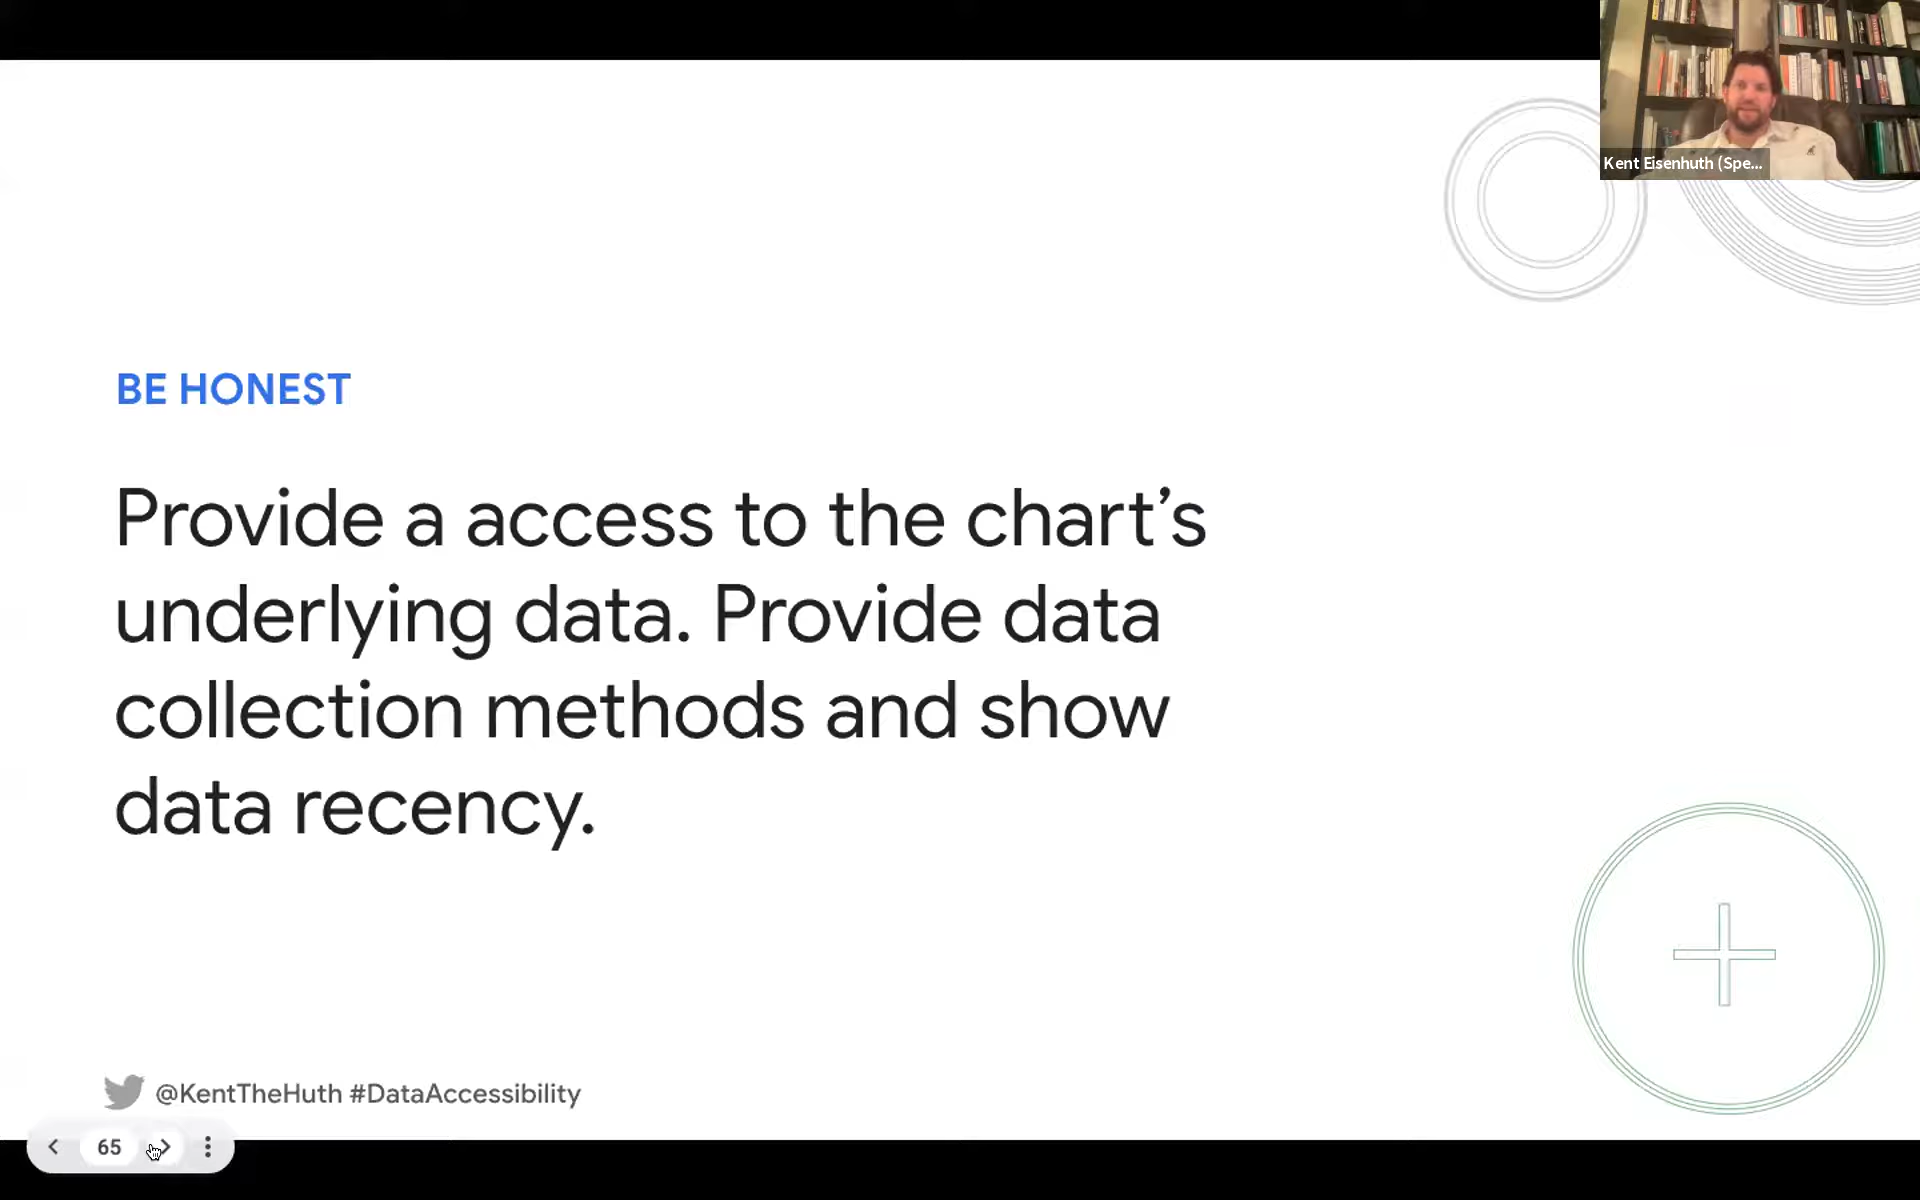 Kent Eisenhuth (Spe...
BE HONEST
Provide a access to the chart’s
underlying data. Provide data
collection methods and show
data recency.
@KentTheHuth #DataAccessibility
65